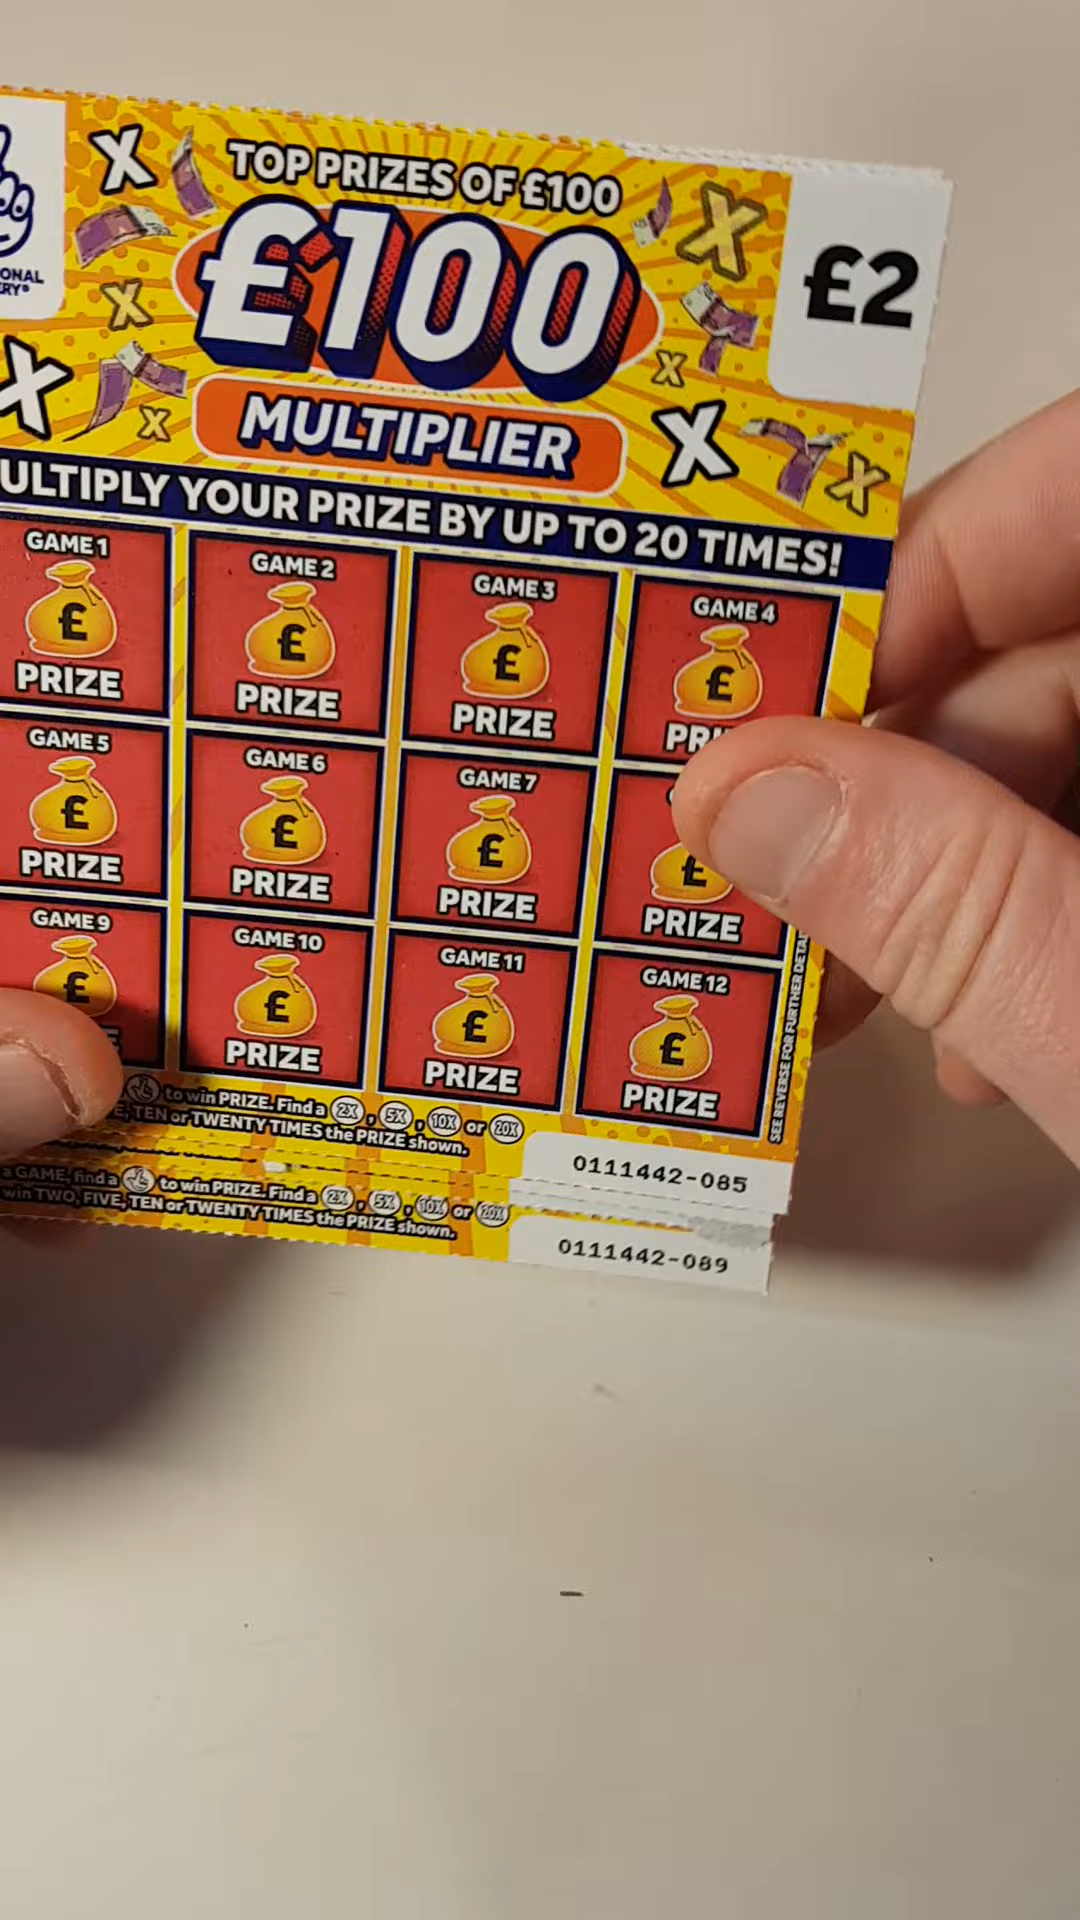 TOP PRIZES OF £100
£100
£2
ONAL
ERY®
MULTIPLIER
ULTIPLY YOUR PRIZE BY UP TO 20 TIMES!
GAME 1 GAME 2 GAME 3 GAME 4
£ £ £ £
PRIZE PRIZE PRIZE PRI
GAME 5 GAME 6 GAME 7
£ £ £ £
PRIZE PRIZE PRIZE PRIZE
GAME 9 GAME 10 GAME 11 GAME 12
£ £ £ £
PRIZE PRIZE PRIZE
SEE REVERSE FOR FURTHER DETA
to win PRIZE. Find a 2X, 5X, 10X or 20X
E, TEN or TWENTY TIMES the PRIZE shown.
0111442-085
a GAME, find a to win PRIZE. Find a 2X, 5X, 10X or 20X
win TWO, FIVE, TEN or TWENTY TIMES the PRIZE shown.
0111442-089